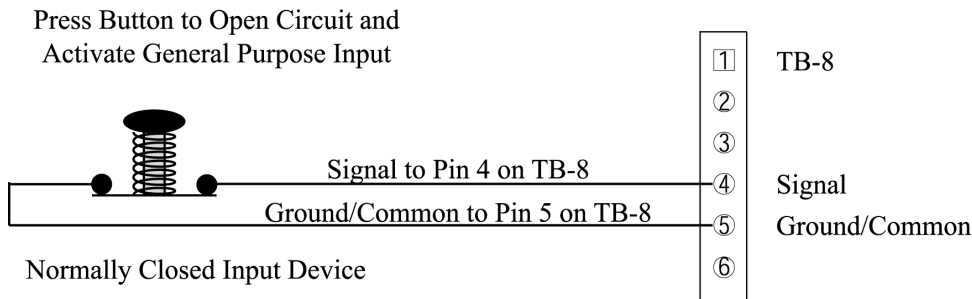 Press Button to Open Circuit and
Activate General Purpose Input
1 TB-8
2
3
Signal to Pin 4 on TB-8 4 Signal
Ground/Common to Pin 5 on TB-8 5 Ground/Common
Normally Closed Input Device 6